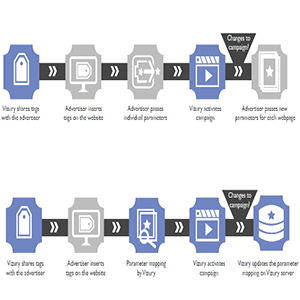 Changes to
campaign?
Vizury shares tags
with the advertiser
Advertiser inserts
tags on the website
Advertiser passes
individual parameters
Vizury activates
campaign
Advertiser passes new
parameters for each webpage
Changes to
campaign?
Vizury shares tags
with the advertiser
Advertiser inserts
tags on the website
Parameter mapping
by Vizury
Vizury activates
campaign
Vizury updates the parameter
mapping on Vizury server